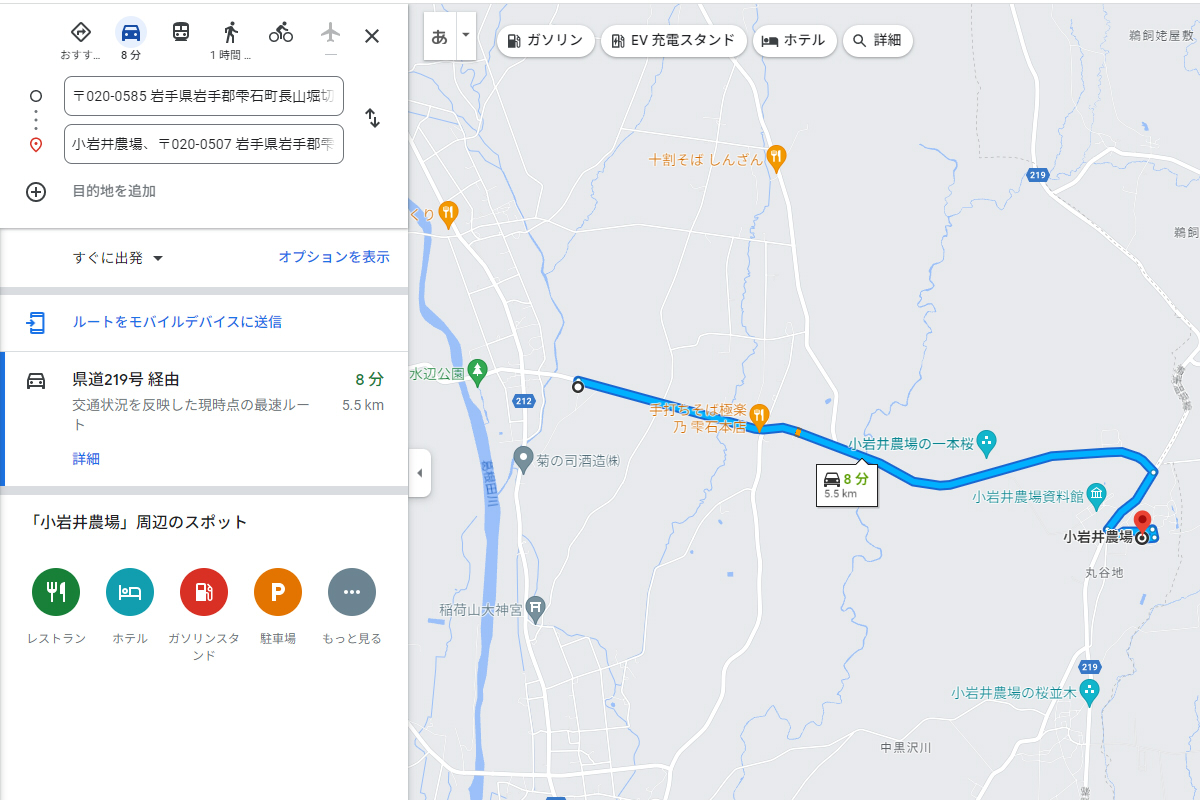 おすす...
8 分
1 時間 ...
—
〒020-0585 岩手県岩手郡雫石町長山堀切
小岩井農場、〒020-0507 岩手県岩手郡雫
目的地を追加
すぐに出発
オプションを表示
ルートをモバイルデバイスに送信
県道219号 経由
8 分
交通状況を反映した現時点の最速ルー
ト
5.5 km
詳細
「小岩井農場」周辺のスポット
P
レストラン
ホテル
ガソリンスタ
ンド
駐車場
もっと見る
あ
ガソリン
EV 充電スタンド
ホテル
詳細
鵜飼姥屋敷
十割そば しんざん
219
くり
鵜飼
水辺公園
212
手打ちそば極楽
乃 雫石本店
小岩井農場の一本桜
菊の司酒造㈱
葛根田川
8 分
5.5 km
小岩井農場資料館
小岩井農場
丸谷地
稲荷山大神宮
219
小岩井農場の桜並木
中黒沢川